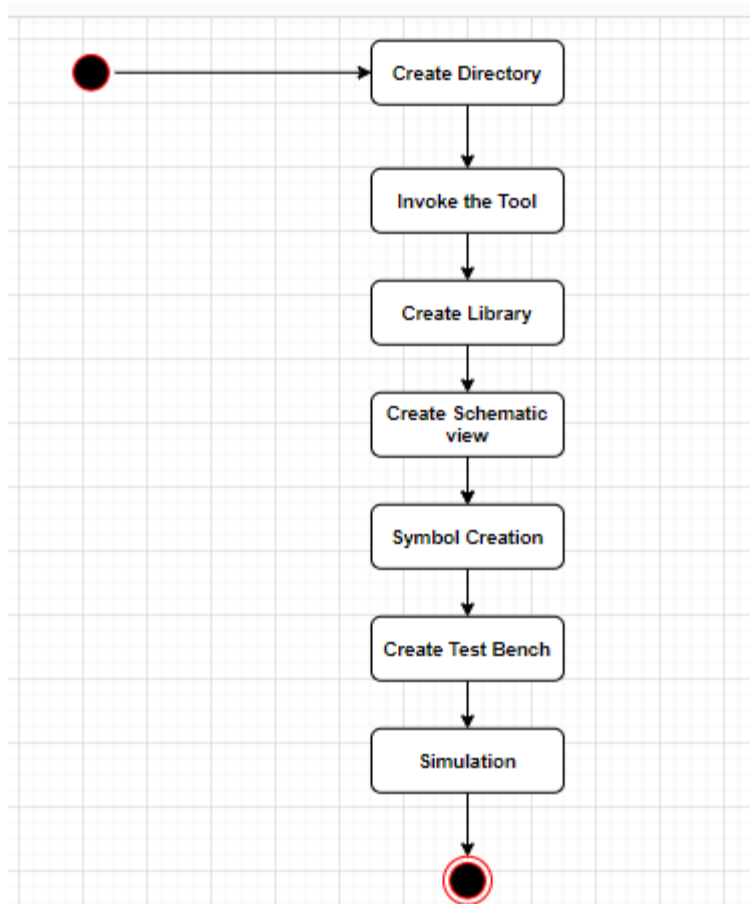 Create Directory
Invoke the Tool
Create Library
Create Schematic
view
Symbol Creation
Create Test Bench
Simulation